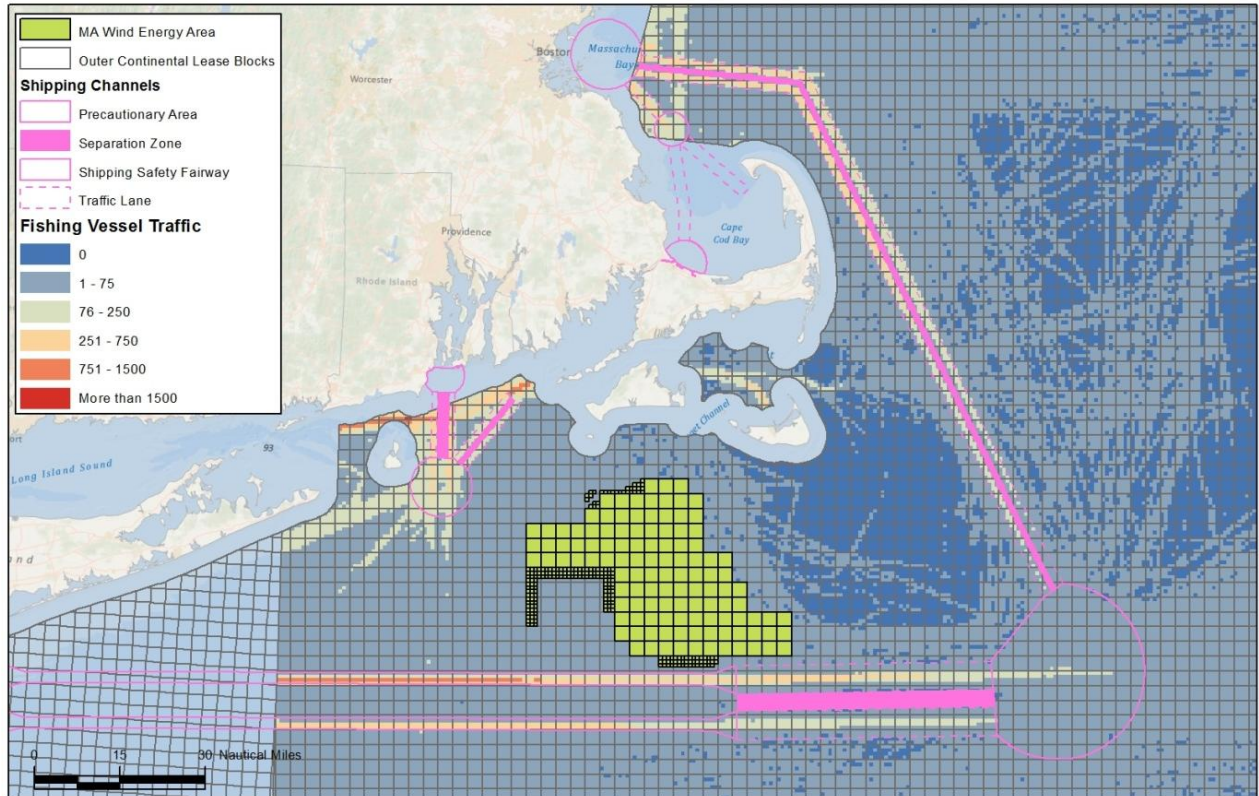 MA Wind Energy Area
Outer Continental Lease Blocks
Shipping Channels
Precautionary Area
Separation Zone
Shipping Safety Fairway
Traffic Lane
Fishing Vessel Traffic
0
1 - 75
76 - 250
251 - 750
751 - 1500
More than 1500
Boston
Massachu
Bay
Worcester
Cape
Cod Bay
Providence
Rhode Island
Channel
93
Long Island Sound
0 15 30 Nautical Miles